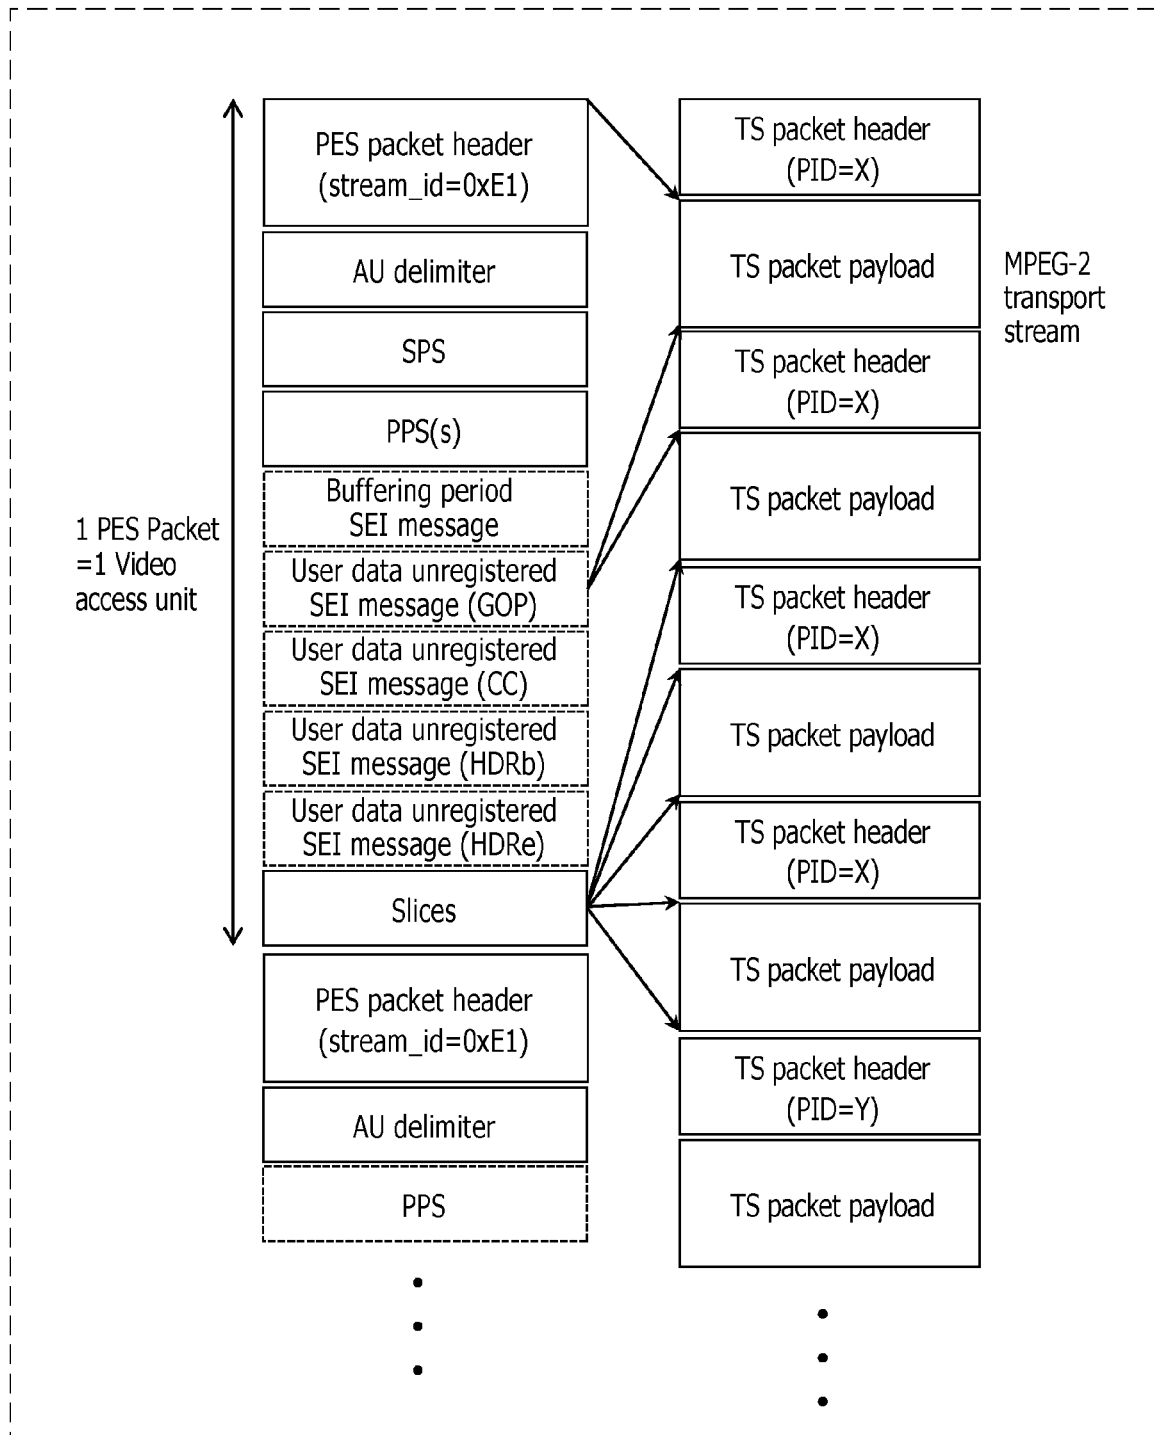 1 PES Packet
=1 Video
access unit
PES packet header
(stream_id=0xE1)
AU delimiter
SPS
PPS(s)
Buffering period
SEI message
User data unregistered
SEI message (GOP)
User data unregistered
SEI message (CC)
User data unregistered
SEI message (HDRb)
User data unregistered
SEI message (HDRe)
Slices
PES packet header
(stream_id=0xE1)
AU delimiter
PPS
TS packet header
(PID=X)
TS packet payload
TS packet header
(PID=X)
TS packet payload
TS packet header
(PID=X)
TS packet payload
TS packet header
(PID=X)
TS packet payload
TS packet header
(PID=Y)
TS packet payload
MPEG-2
transport
stream